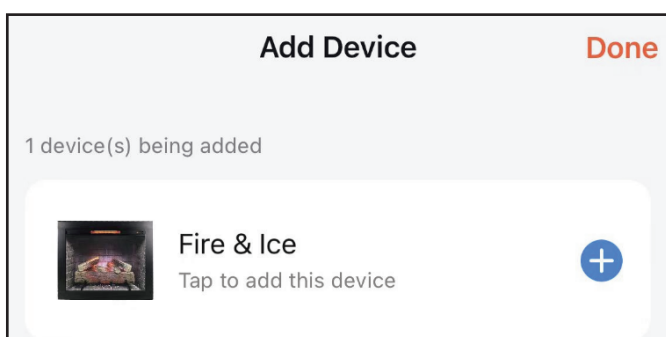 Add Device
Done
1 device(s) being added
Fire & Ice
Tap to add this device